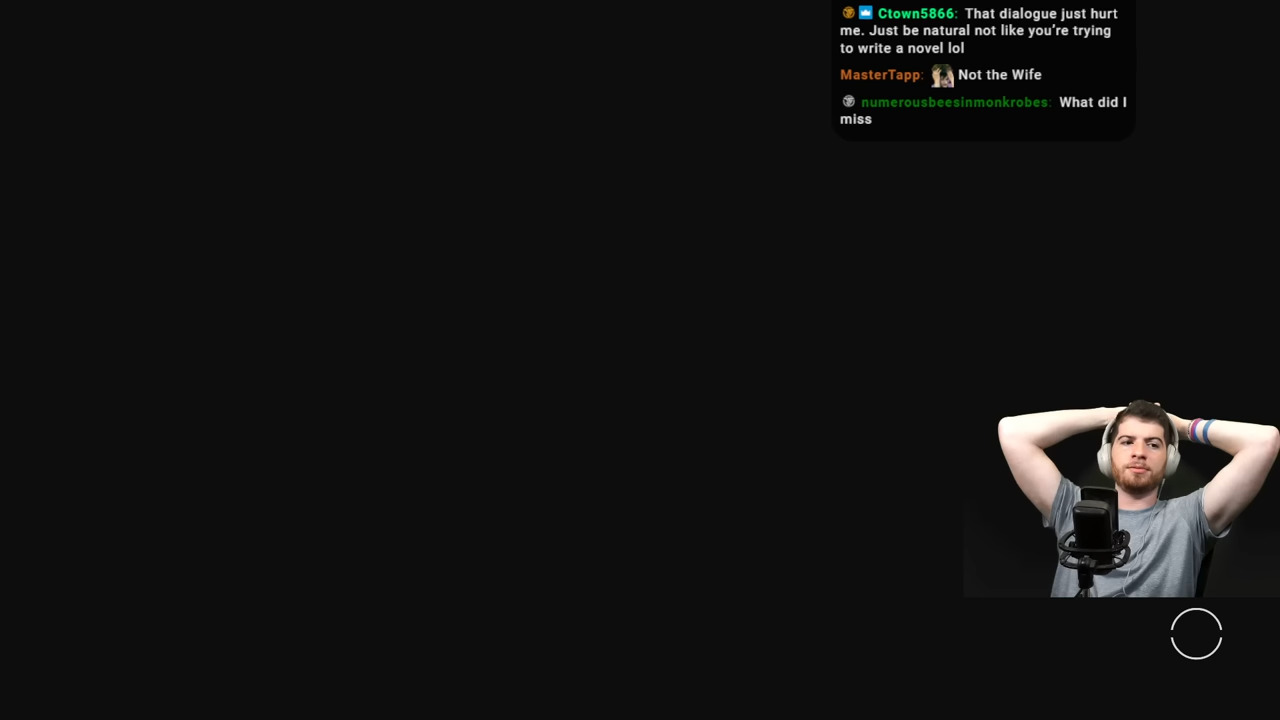 Ctown5866: That dialogue just hurt
me. Just be natural not like you're trying
to write a novel lol
MasterTapp: Not the Wife
numerousbeesinmonkrobes: What did I
miss